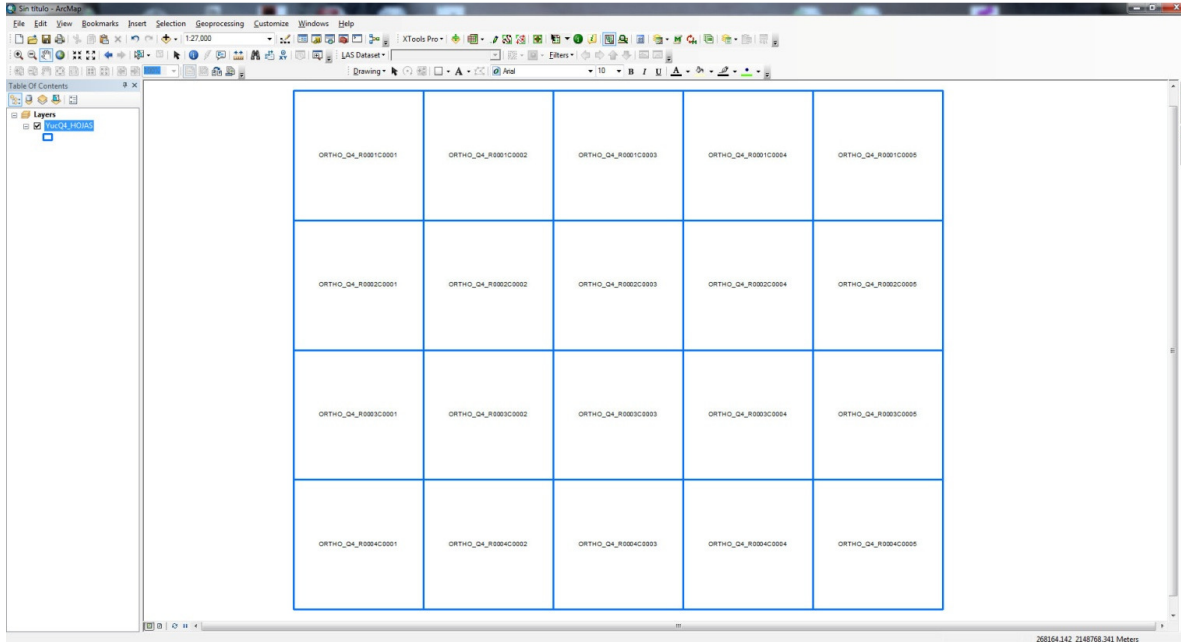 Sin título - ArcMap
File Edit View Bookmarks Insert Selection Geoprocessing Customize Windows Help
1:27,000 XTools Pro
LAS Dataset Filters
Drawing A Arial 10 B I U A
Table Of Contents
Layers
YucQ4_HOJAS
ORTHO_Q4_R0001C0001 ORTHO_Q4_R0001C0002 ORTHO_Q4_R0001C0003 ORTHO_Q4_R0001C0004 ORTHO_Q4_R0001C0005
ORTHO_Q4_R0002C0001 ORTHO_Q4_R0002C0002 ORTHO_Q4_R0002C0003 ORTHO_Q4_R0002C0004 ORTHO_Q4_R0002C0005
ORTHO_Q4_R0003C0001 ORTHO_Q4_R0003C0002 ORTHO_Q4_R0003C0003 ORTHO_Q4_R0003C0004 ORTHO_Q4_R0003C0005
ORTHO_Q4_R0004C0001 ORTHO_Q4_R0004C0002 ORTHO_Q4_R0004C0003 ORTHO_Q4_R0004C0004 ORTHO_Q4_R0004C0005
268164.142 2148768.341 Meters